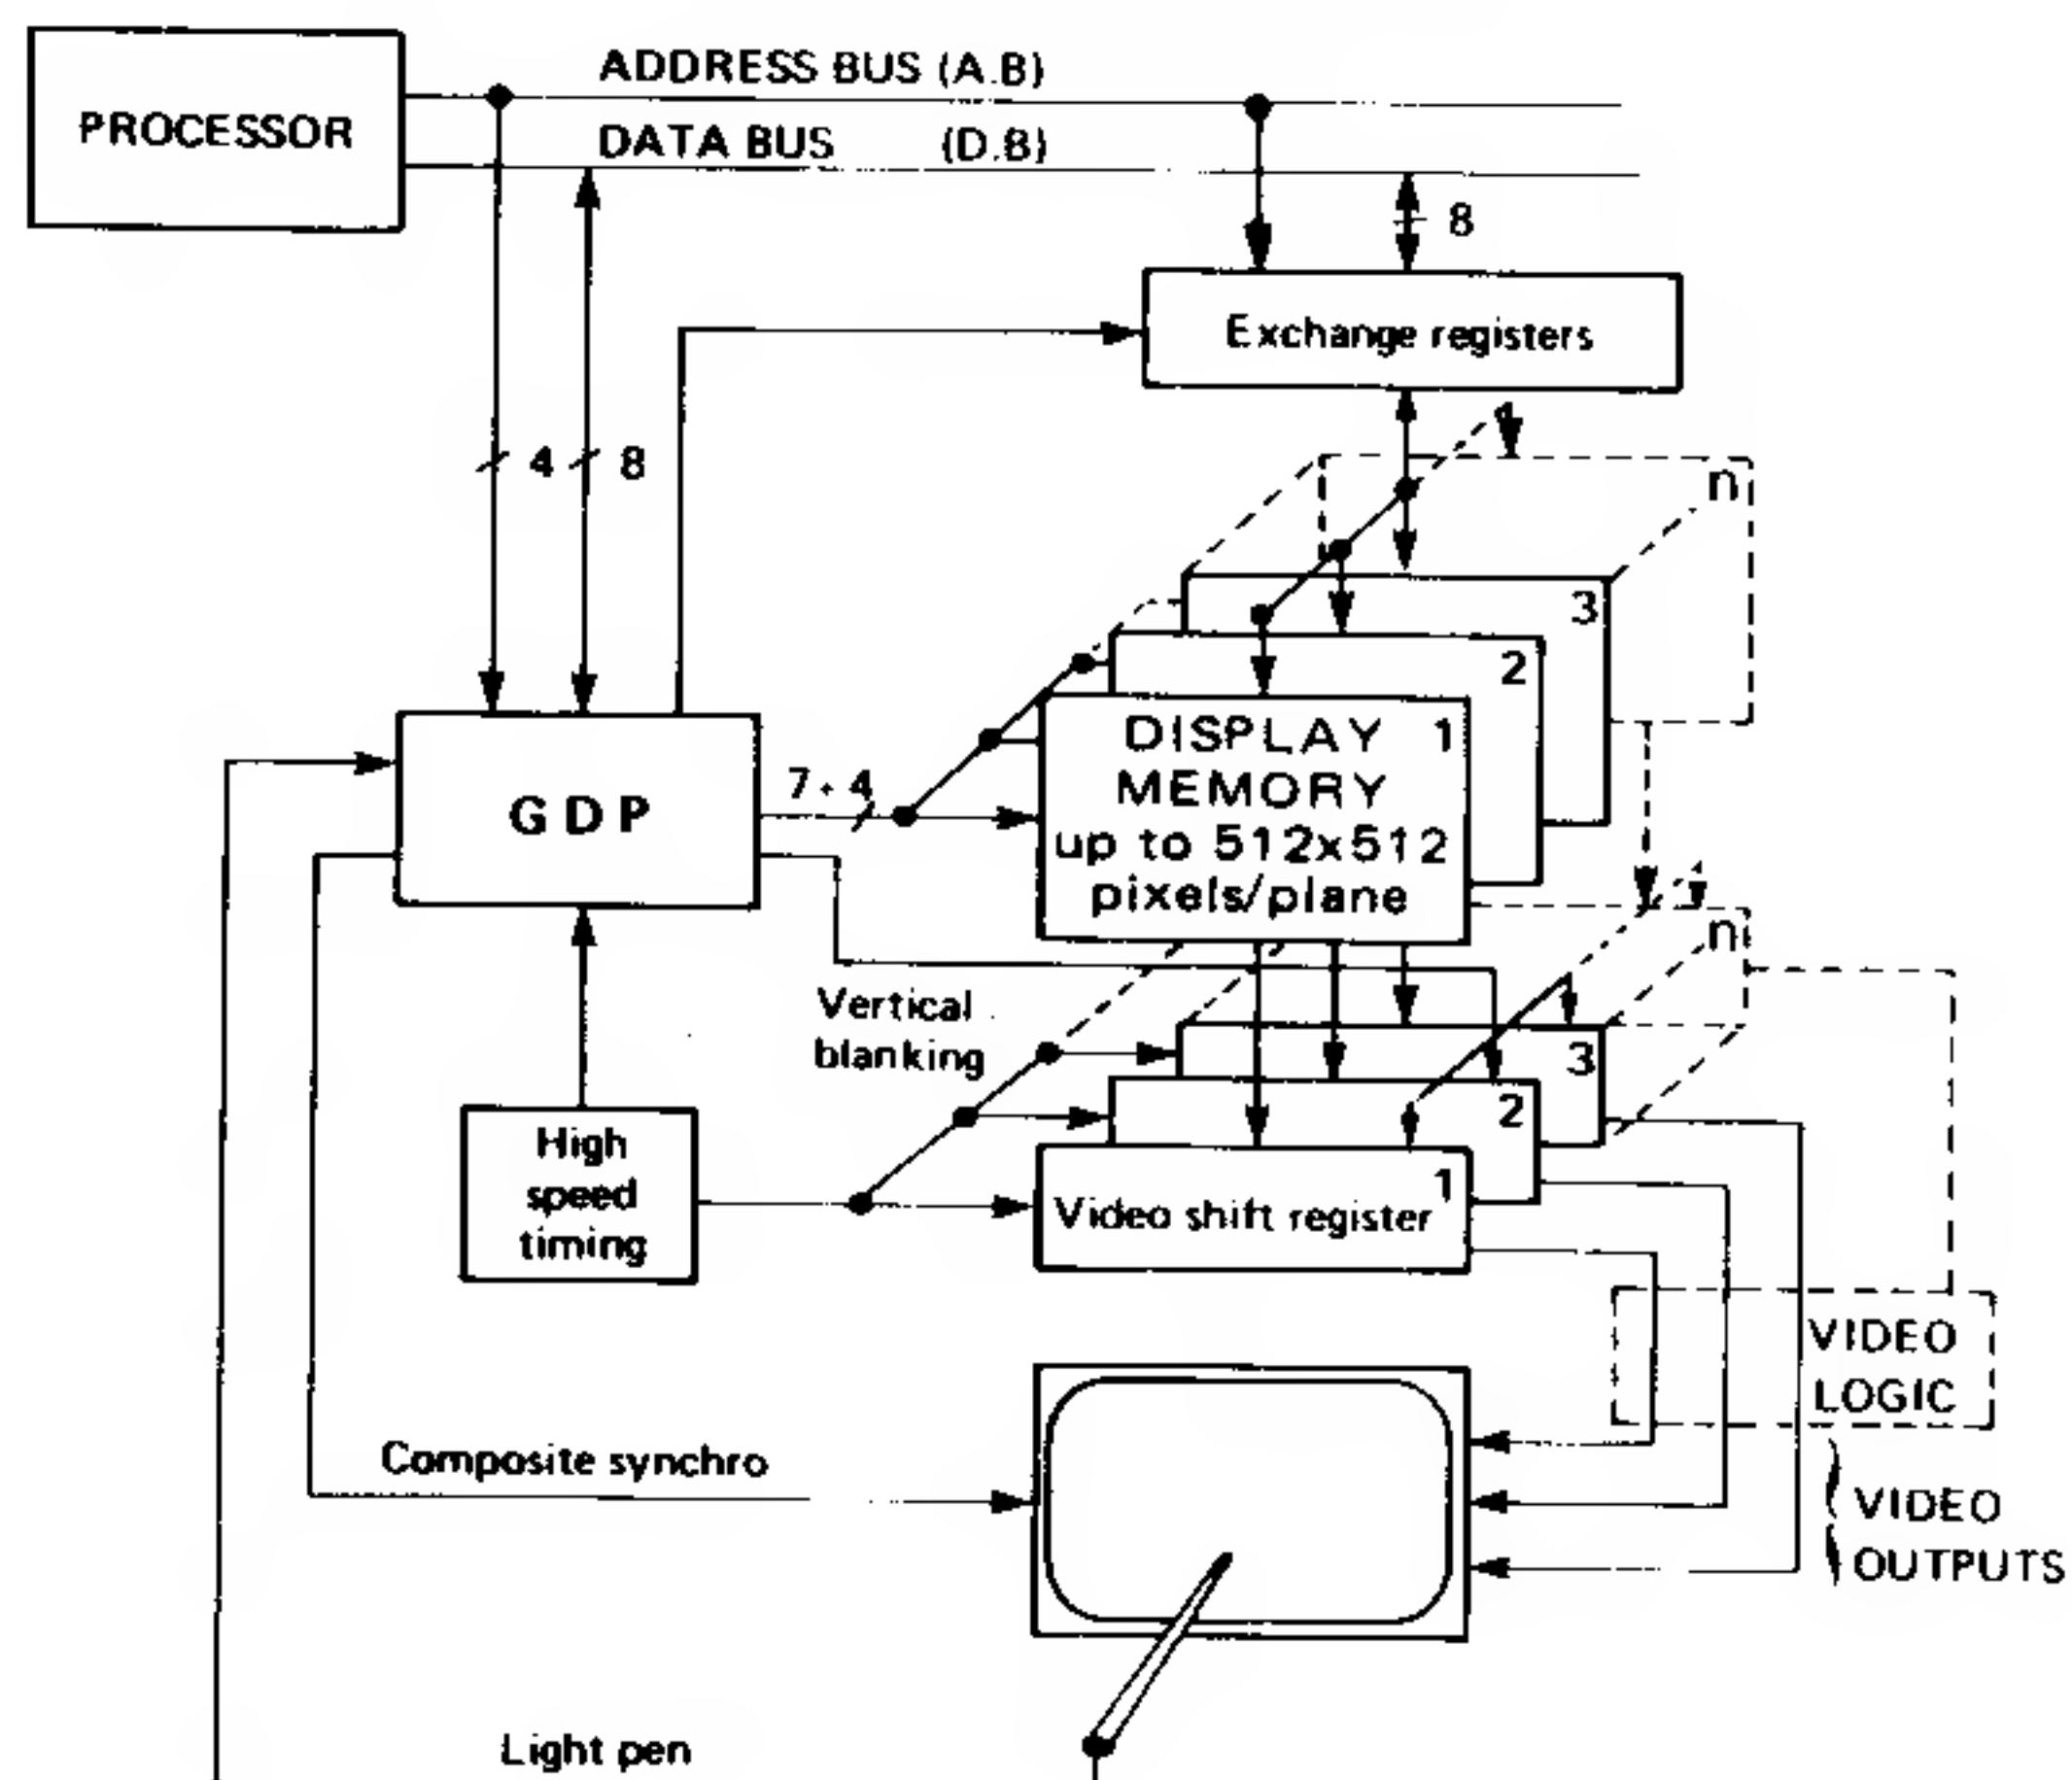 PROCESSOR
ADDRESS BUS (A.B)
DATA BUS (D.B)
8
Exchange registers
4
8
n
3
2
1
DISPLAY
MEMORY
up to 512x512
pixels/plane
GDP
7+4
n
3
2
1
Vertical
blanking
High
speed
timing
Video shift register
VIDEO
LOGIC
Composite synchro
VIDEO
OUTPUTS
Light pen